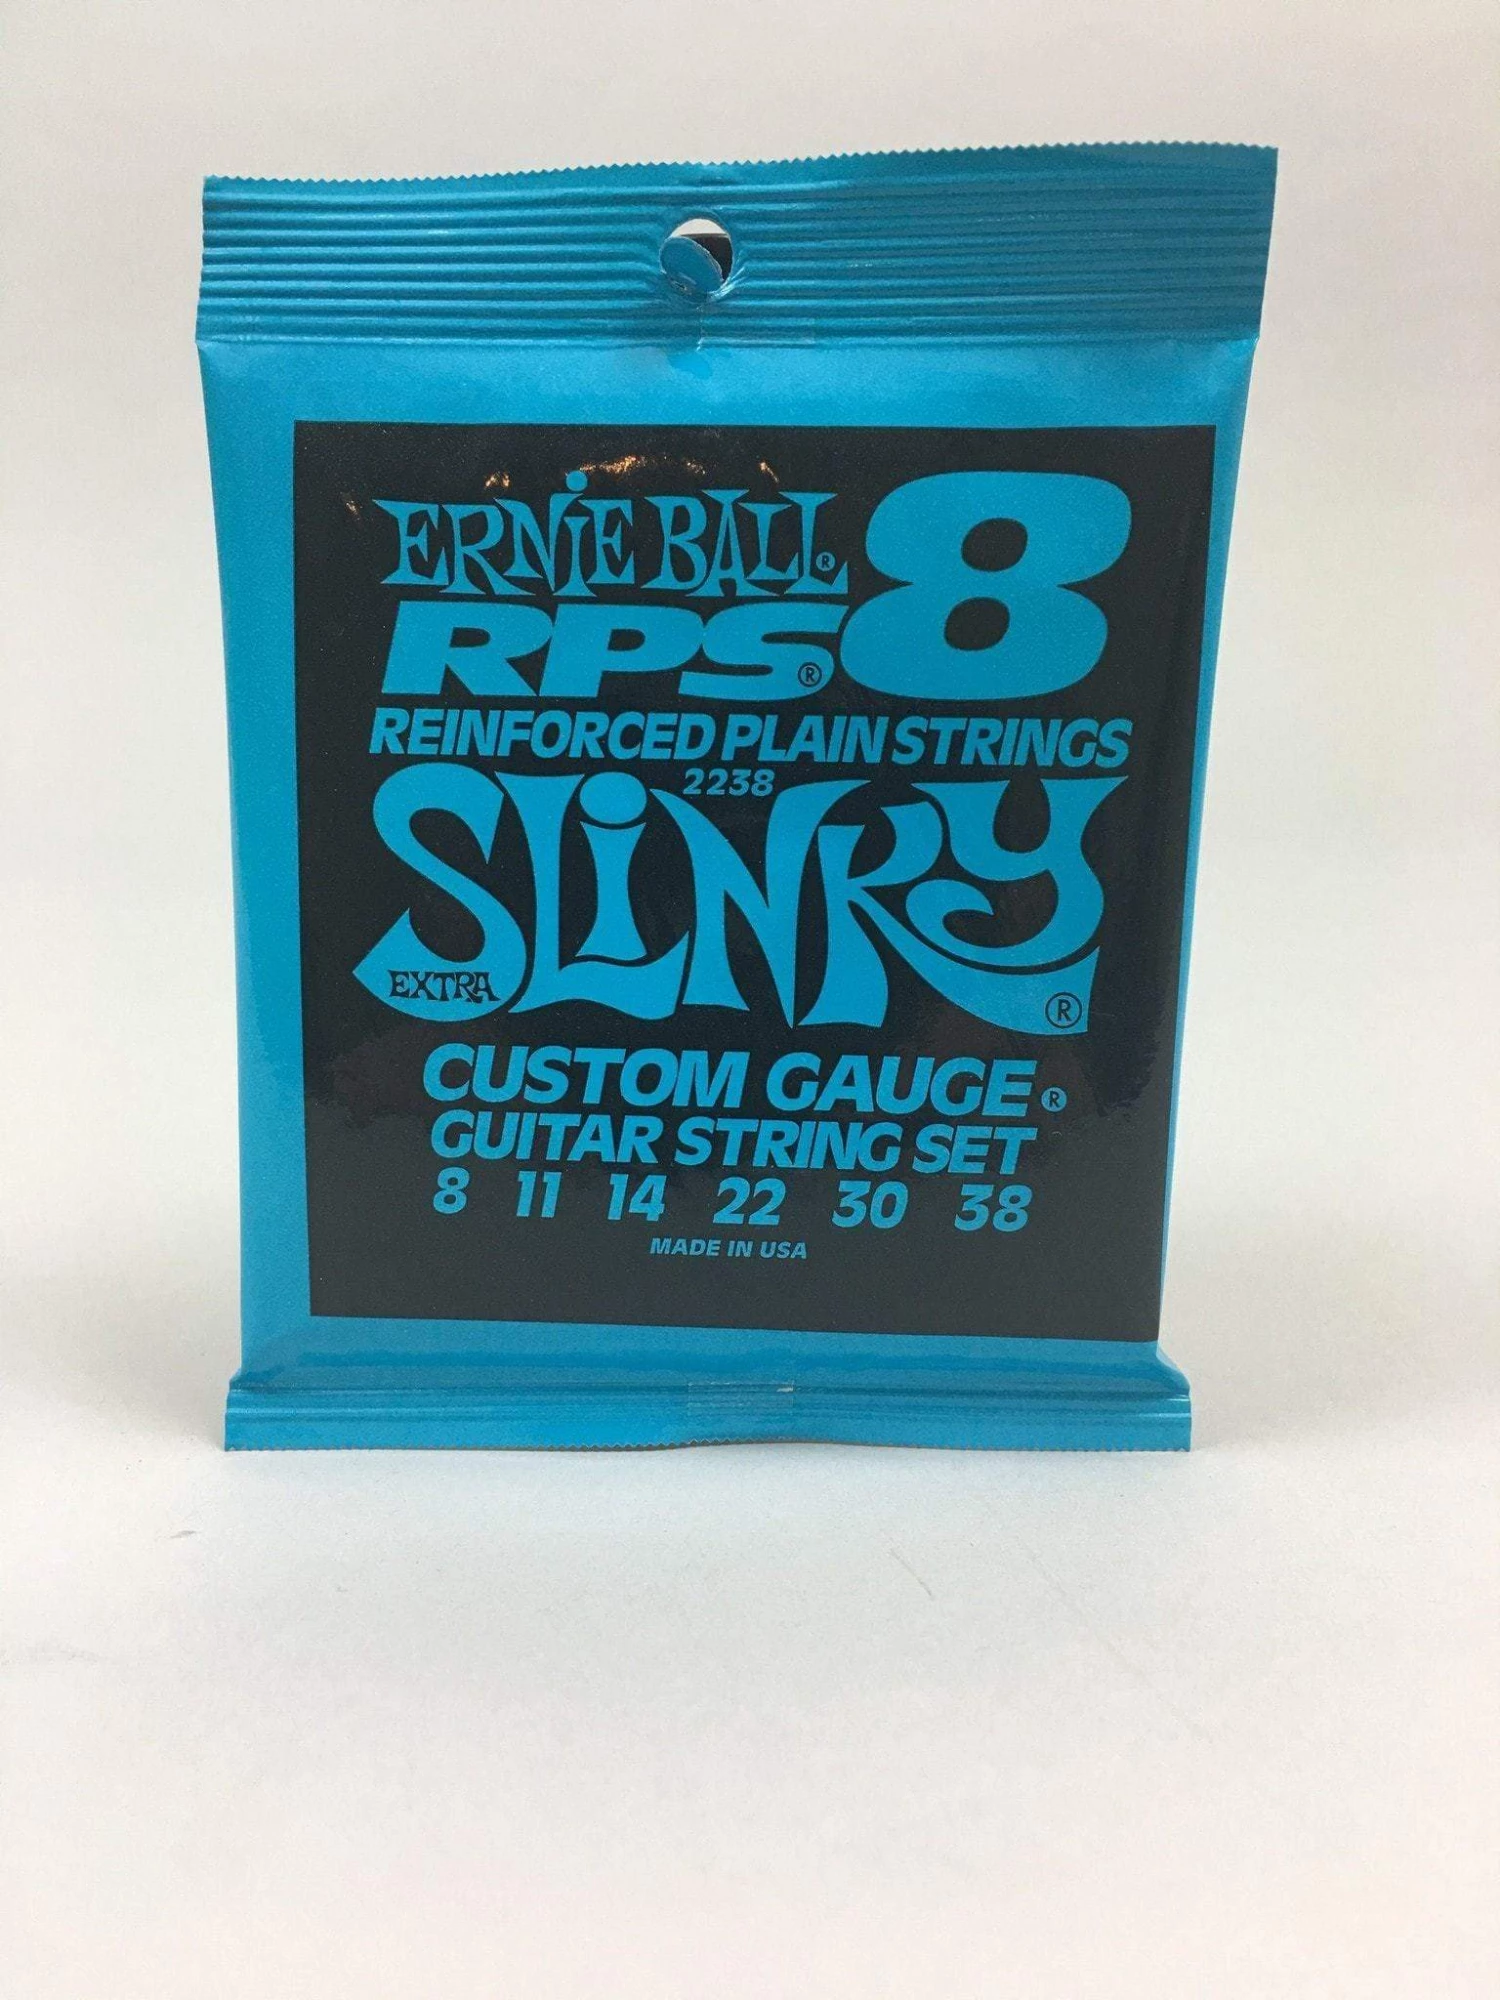 ERNIE BALL® 8
RPS®
REINFORCED PLAIN STRINGS
2238
SLINKY®
EXTRA
CUSTOM GAUGE®
GUITAR STRING SET
8 11 14 22 30 38
MADE IN USA